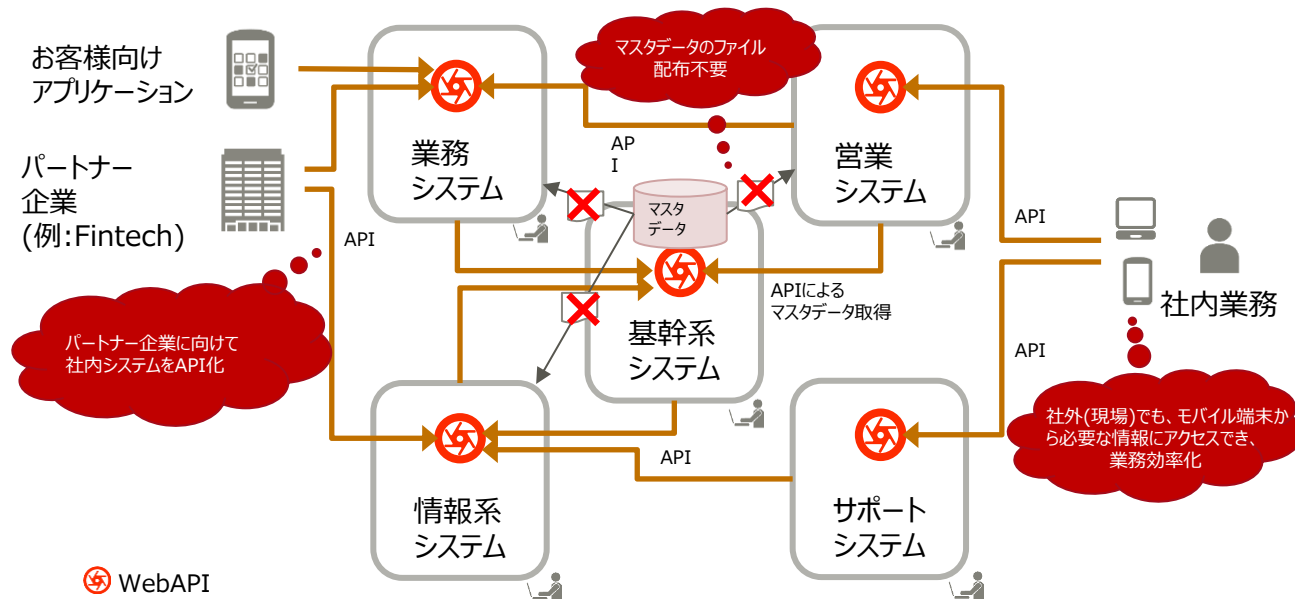 お客様向け
アプリケーション
パートナー
企業
(例:Fintech)
API
パートナー企業に向けて
社内システムをAPI化
業務
システム
AP
I
マスタデータのファイル
配布不要
マスタ
データ
営業
システム
APIによる
マスタデータ取得
基幹系
システム
API
社内業務
API
社外(現場)でも、モバイル端末か
ら必要な情報にアクセスでき、
業務効率化
情報系
システム
API
サポート
システム
WebAPI